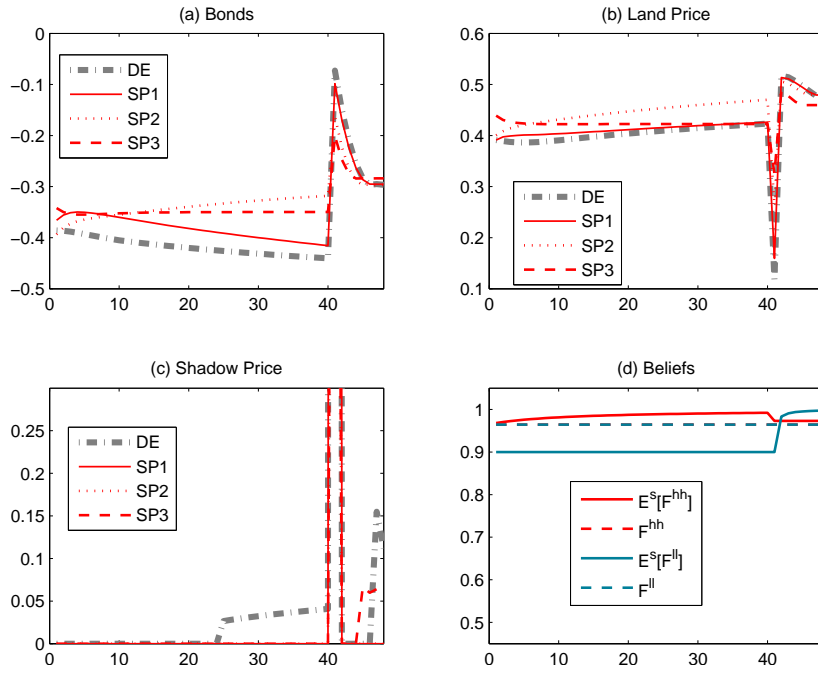 (a) Bonds
0
−0.1
−0.2
−0.3
−0.4
−0.5
0 10 20 30 40
DE
SP1
SP2
SP3
(b) Land Price
0.6
0.5
0.4
0.3
0.2
0.1
0 10 20 30 40
DE
SP1
SP2
SP3
(c) Shadow Price
0.25
0.2
0.15
0.1
0.05
0
0 10 20 30 40
DE
SP1
SP2
SP3
(d) Beliefs
1
0.9
0.8
0.7
0.6
0.5
0 10 20 30 40
E^s[F^hh]
F^hh
E^s[F^ll]
F^ll